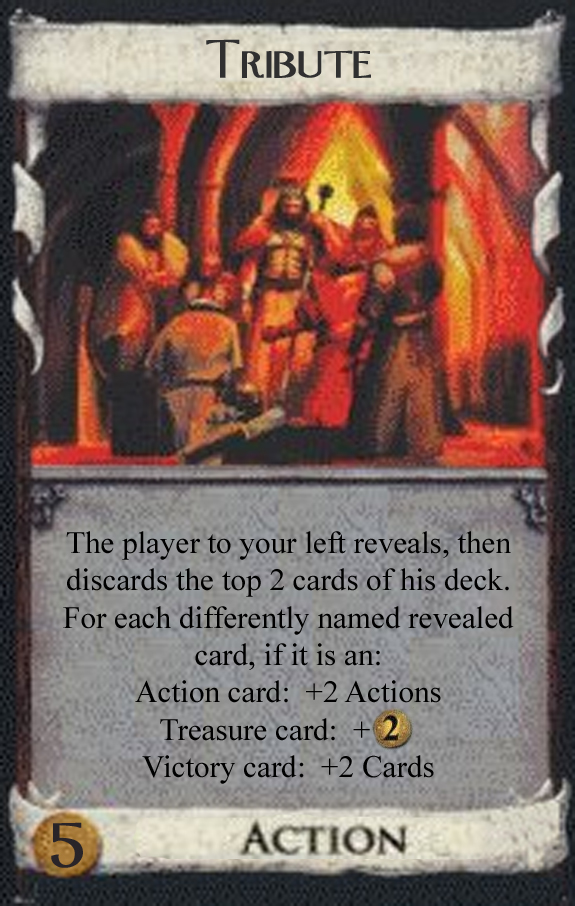 TRIBUTE
The player to your left reveals, then
discards the top 2 cards of his deck.
For each differently named revealed
card, if it is an:
Action card: +2 Actions
Treasure card: +2
Victory card: +2 Cards
5 ACTION